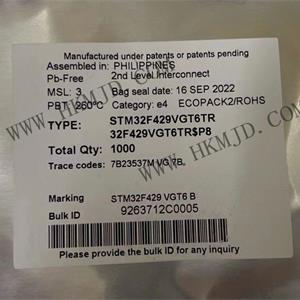 Manufactured under patents or patents pending
Assembled in: PHILIPPINES
Pb-Free 2nd Level Interconnect
MSL: 3 Bag seal date: 16 SEP 2022
PBT: 260°C Category: e4 ECOPACK2/ROHS
TYPE: STM32F429VGT6TR
32F429VGT6TR$P8
Total Qty: 1000
Trace codes: 7B23537M VG 7B
Marking STM32F429 VGT6 B
Bulk ID 9263712C0005
Please provide the bulk ID for any inquiry
WWW.HKMJD.COM